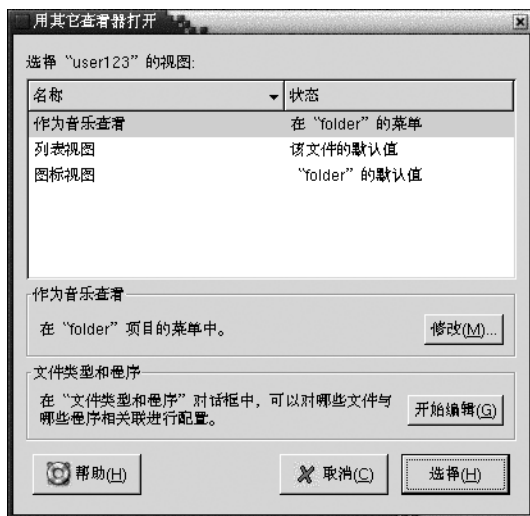 用其它查看器打开
选择 “user123” 的视图:
名称 状态
作为音乐查看 在 “folder” 的菜单
列表视图 该文件的默认值
图标视图 “folder” 的默认值
作为音乐查看
在 “folder” 项目的菜单中。
修改(M)...
文件类型和程序
在 “文件类型和程序” 对话框中，可以对哪些文件与
哪些程序相关联进行配置。
开始编辑(G)
帮助(H) 取消(C) 选择(H)